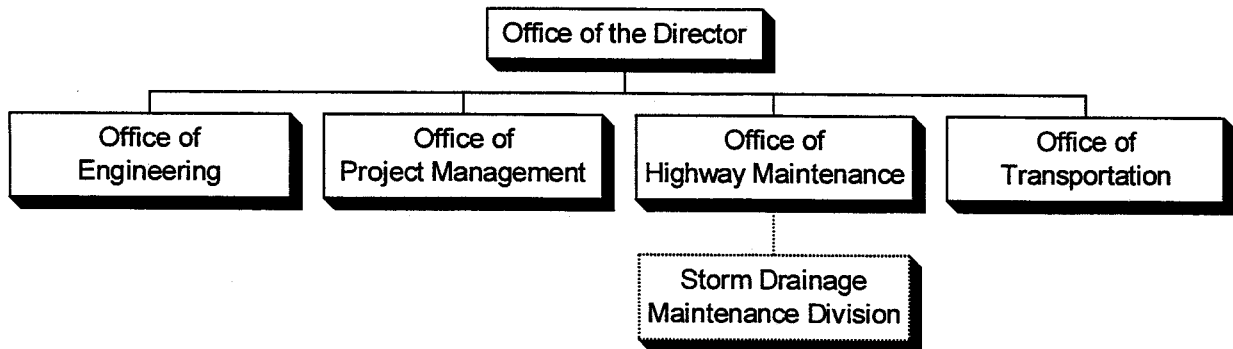 Office of the Director
Office of
Engineering
Office of
Project Management
Office of
Highway Maintenance
Office of
Transportation
Storm Drainage
Maintenance Division